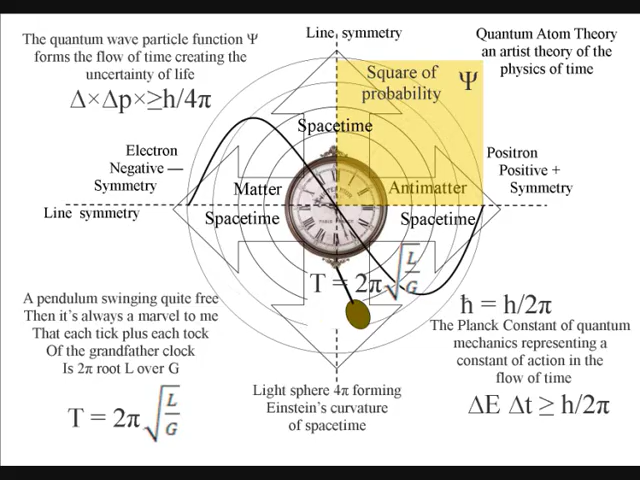 The quantum wave particle function Ψ
forms the flow of time creating the
uncertainty of life
Δ×Δp×≥h/4π
Line symmetry
Quantum Atom Theory
an artist theory of the
physics of time
Square of
probability
Ψ
Spacetime
Electron
Negative —
Symmetry
Positron
Positive +
Symmetry
Matter
Antimatter
Line symmetry
Spacetime
Spacetime
T = 2π√L/G
A pendulum swinging quite free
Then it's always a marvel to me
That each tick plus each tock
Of the grandfather clock
Is 2π root L over G
T = 2π√L/G
Light sphere 4π forming
Einstein's curvature
of spacetime
ħ = h/2π
The Planck Constant of quantum
mechanics representing a
constant of action in the
flow of time
ΔE Δt ≥ h/2π